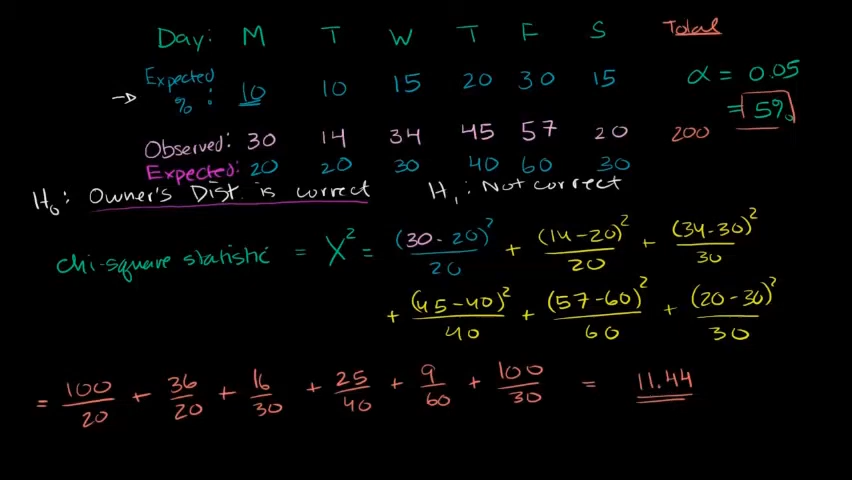 Day: M T W T F S Total
Expected %: 10 10 15 20 30 15 α = 0.05
= 5%
Observed: 30 14 34 45 57 20 200
Expected: 20 20 30 40 60 30
H₀: Owner's Dist. is correct H₁: Not correct
chi-square statistic = X² = (30-20)²/20 + (14-20)²/20 + (34-30)²/30
+ (45-40)²/40 + (57-60)²/60 + (20-30)²/30
= 100/20 + 36/20 + 16/30 + 25/40 + 9/60 + 100/30 = 11.44